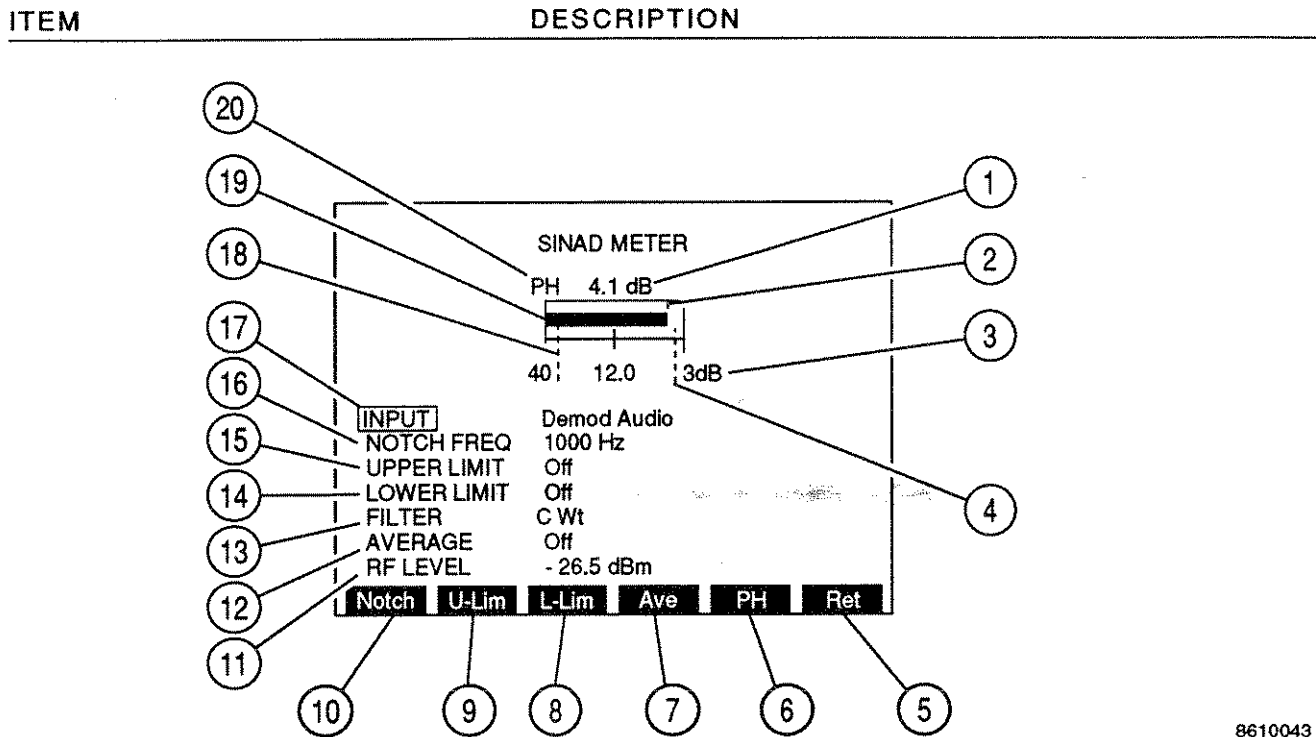 ITEM DESCRIPTION
20
19
18
17
16
15
14
13
12
11
1
2
3
4
SINAD METER
PH 4.1 dB
40 12.0 3dB
INPUT Demod Audio
NOTCH FREQ 1000 Hz
UPPER LIMIT Off
LOWER LIMIT Off
FILTER C Wt
AVERAGE Off
RF LEVEL - 26.5 dBm
Notch U-Lim L-Lim Ave PH Ret
10 9 8 7 6 5
8610043